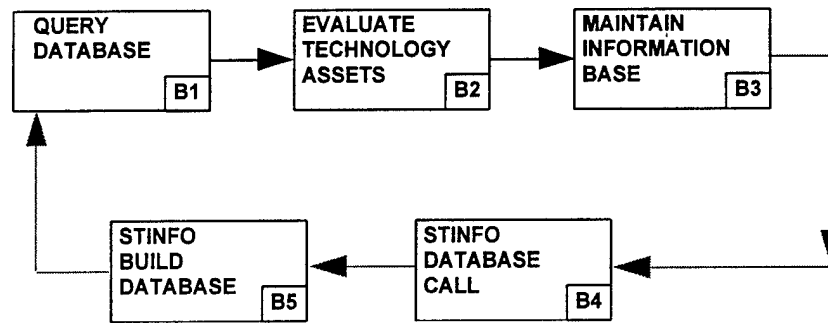 QUERY
DATABASE
B1
EVALUATE
TECHNOLOGY
ASSETS
B2
MAINTAIN
INFORMATION
BASE
B3
STINFO
BUILD
DATABASE
B5
STINFO
DATABASE
CALL
B4